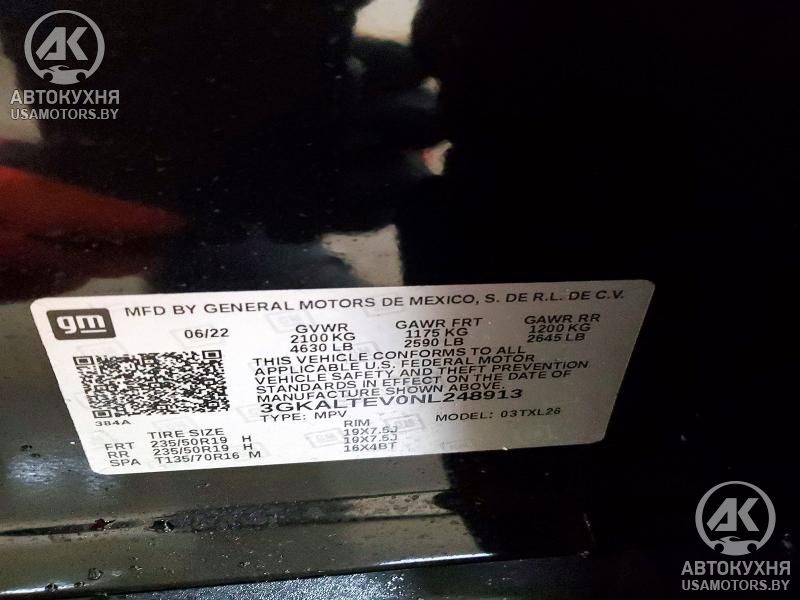 AK
АВТОКУХНЯ
USAMOTORS.BY
gm
MFD BY GENERAL MOTORS DE MEXICO, S. DE R.L. DE C.V.
06/22 GVWR GAWR FRT GAWR RR
2100 KG 1175 KG 1200 KG
4630 LB 2590 LB 2645 LB
THIS VEHICLE CONFORMS TO ALL
APPLICABLE U.S. FEDERAL MOTOR
VEHICLE SAFETY AND THEFT PREVENTION
STANDARDS IN EFFECT ON THE DATE OF
MANUFACTURE SHOWN ABOVE.
3GKALTEV0NL248913
384A TYPE: MPV MODEL: 03TXL26
TIRE SIZE RIM
FRT 235/50R19 H 19X7.5J
RR 235/50R19 H 19X7.5J
SPA T135/70R16 M 16X4BT
AK
АВТОКУХНЯ
USAMOTORS.BY